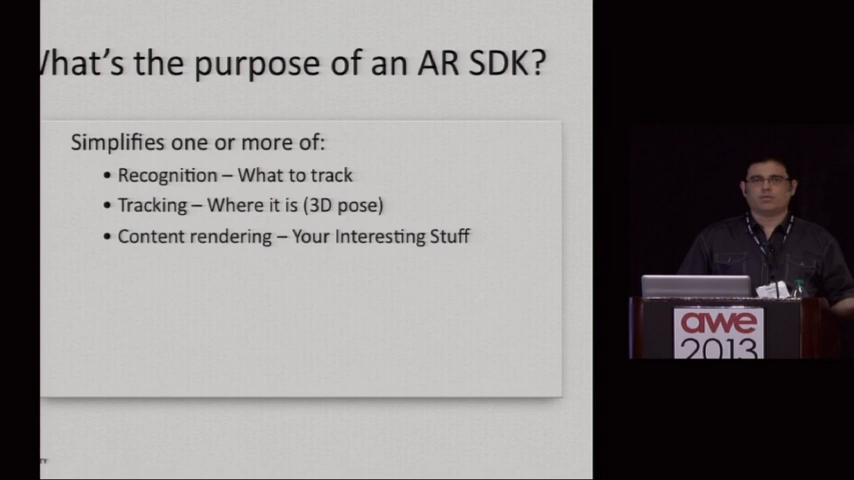 What's the purpose of an AR SDK?
Simplifies one or more of:
• Recognition – What to track
• Tracking – Where it is (3D pose)
• Content rendering – Your Interesting Stuff
awe
2013